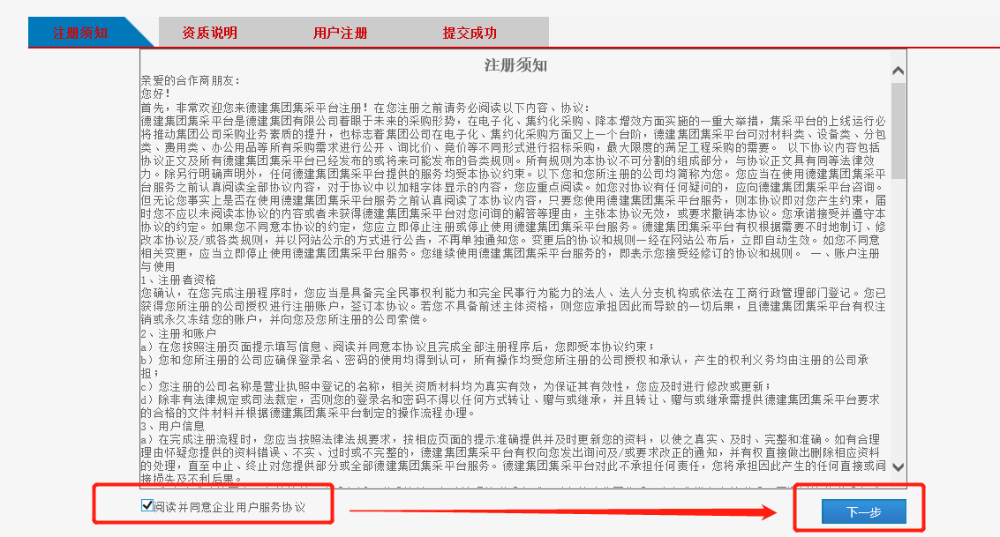 注册须知 资质说明 用户注册 提交成功
注册须知
亲爱的合作商朋友：
您好！
首先，非常欢迎您来德建集团集采平台注册！在您注册之前请务必阅读以下内容、协议：
德建集团集采平台是德建集团有限公司着眼于未来的采购形势，在电子化、集约化采购、降本增效方面实施的一重大举措，集采平台的上线运行必
将推动集团公司采购业务素质的提升，也标志着集团公司在电子化、集约化采购方面又上一个台阶，德建集团集采平台可对材料类、设备类、分包
类、费用类、办公用品等所有采购需求进行公开、询比价、竞价等不同形式进行招标采购，最大限度的满足工程采购的需要。 以下协议内容包括
协议正文及所有德建集团集采平台已经发布的或将来可能发布的各类规则。所有规则为本协议不可分割的组成部分，与协议正文具有同等法律效
力。除另行明确声明外，任何德建集团集采平台提供的服务均受本协议约束。以下您和您所注册的公司均简称为您。您应当在使用德建集团集采平
台服务之前认真阅读全部协议内容，对于协议中以加粗字体显示的内容，您应重点阅读。如您对协议有任何疑问的，应向德建集团集采平台咨询。
但无论您事实上是否在使用德建集团集采平台服务之前认真阅读了本协议内容，只要您使用德建集团集采平台服务，则本协议即对您产生约束，届
时您不应以未阅读本协议的内容或者未获得德建集团集采平台对您问询的解答等理由，主张本协议无效，或要求撤销本协议。您承诺接受并遵守本
协议的约定。如果您不同意本协议的约定，您应立即停止注册或停止使用德建集团集采平台服务。德建集团集采平台有权根据需要不时地制订、修
改本协议及/或各类规则，并以网站公示的方式进行公告，不再单独通知您。变更后的协议和规则一经在网站公布后，立即自动生效。如您不同意
相关变更，应当立即停止使用德建集团集采平台服务。您继续使用德建集团集采平台服务的，即表示您接受经修订的协议和规则。 一、账户注册
与使用
1、注册者资格
您确认，在您完成注册程序时，您应当是具备完全民事权利能力和完全民事行为能力的法人、法人分支机构或依法在工商行政管理部门登记。您已
获得您所注册的公司授权进行注册账户，签订本协议。若您不具备前述主体资格，则您应承担因此而导致的一切后果，且德建集团集采平台有权注
销或永久冻结您的账户，并向您及您所注册的公司索偿。
2、注册和账户
a）在您按照注册页面提示填写信息、阅读并同意本协议且完成全部注册程序后，您即受本协议约束；
b）您和您所注册的公司应确保登录名、密码的使用均得到认可，所有操作均受您所注册的公司授权和承认，产生的权利义务均由注册的公司承
担；
c）您注册的公司名称是营业执照中登记的名称，相关资质材料均为真实有效，为保证其有效性，您应及时进行修改或更新；
d）除非有法律规定或司法裁定，否则您的登录名和密码不得以任何方式转让、赠与或继承，并且转让、赠与或继承需提供德建集团集采平台要求
的合格的文件材料并根据德建集团集采平台制定的操作流程办理。
3、用户信息
a）在完成注册流程时，您应当按照法律法规要求，按相应页面的提示准确提供并及时更新您的资料，以使之真实、及时、完整和准确。如有合理
理由怀疑您提供的资料错误、不实、过时或不完整的，德建集团集采平台有权向您发出询问及/或要求改正的通知，并有权直接做出删除相应资料
的处理，直至中止、终止对您提供部分或全部德建集团集采平台服务。德建集团集采平台对此不承担任何责任，您将承担因此产生的任何直接或间
接损失及不利后果。
阅读并同意企业用户服务协议 下一步